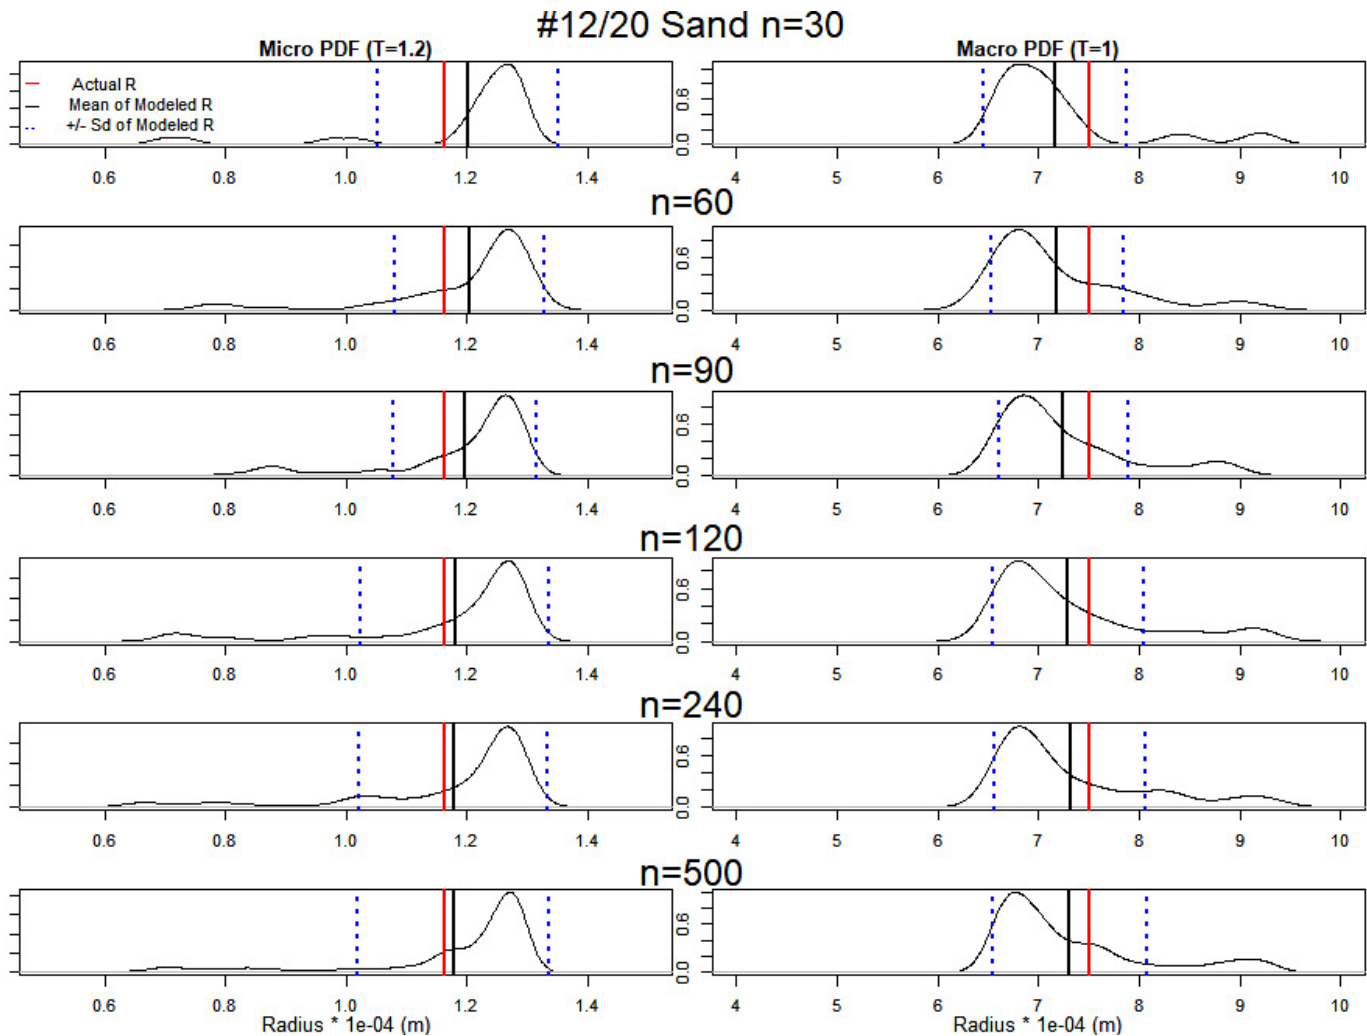 #12/20 Sand n=30
Micro PDF (T=1.2)
Macro PDF (T=1)
Actual R
Mean of Modeled R
+/- Sd of Modeled R
0.6
0.0
0.6 0.8 1.0 1.2 1.4
4 5 6 7 8 9 10
n=60
0.6
0.0
0.6 0.8 1.0 1.2 1.4
4 5 6 7 8 9 10
n=90
0.6
0.0
0.6 0.8 1.0 1.2 1.4
4 5 6 7 8 9 10
n=120
0.6
0.0
0.6 0.8 1.0 1.2 1.4
4 5 6 7 8 9 10
n=240
0.6
0.0
0.6 0.8 1.0 1.2 1.4
4 5 6 7 8 9 10
n=500
0.6
0.0
0.6 0.8 1.0 1.2 1.4
4 5 6 7 8 9 10
Radius * 1e-04 (m)
Radius * 1e-04 (m)